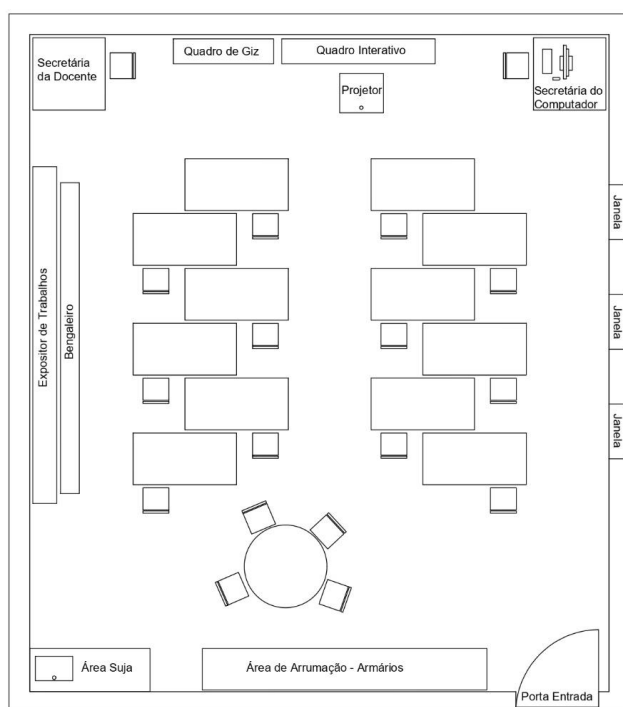 Secretária
da Docente
Quadro de Giz
Quadro Interativo
Projetor
Secretária do
Computador
Janela
Janela
Janela
Expositor de Trabalhos
Bengaleiro
Área Suja
Área de Arrumação - Armários
Porta Entrada